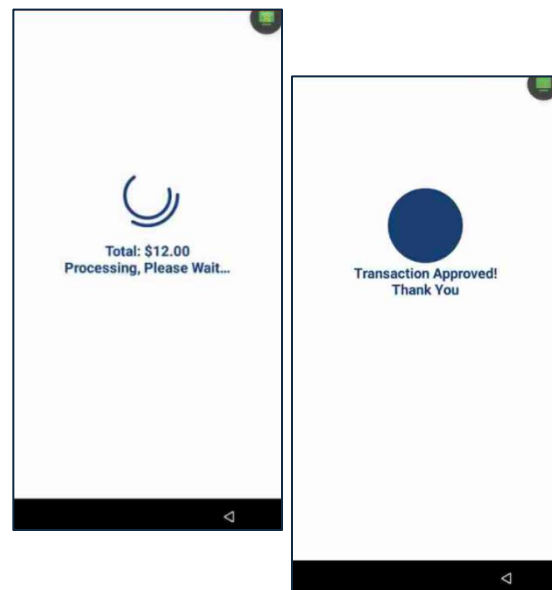 Total: $12.00
Processing, Please Wait...
Transaction Approved!
Thank You